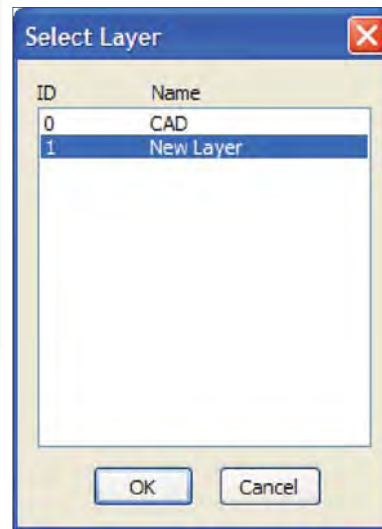 Select Layer
ID Name
0 CAD
1 New Layer
OK Cancel